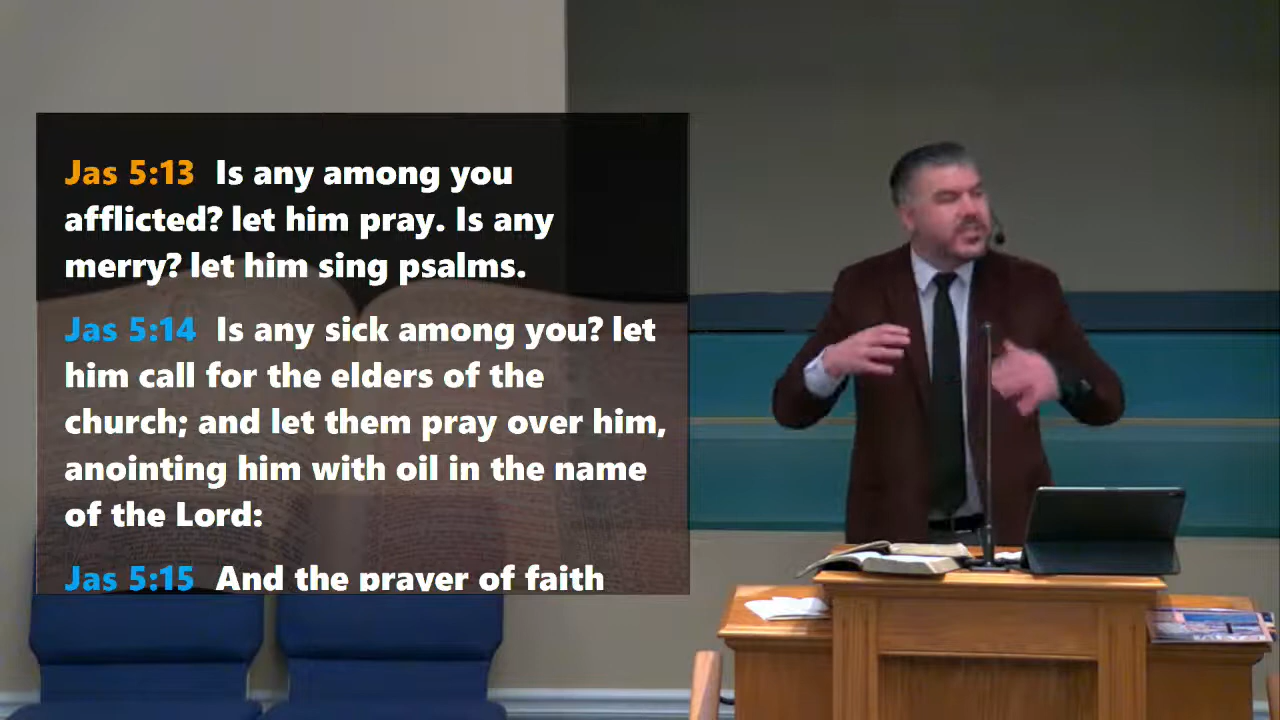 Jas 5:13 Is any among you
afflicted? let him pray. Is any
merry? let him sing psalms.
Jas 5:14 Is any sick among you? let
him call for the elders of the
church; and let them pray over him,
anointing him with oil in the name
of the Lord:
Jas 5:15 And the prayer of faith